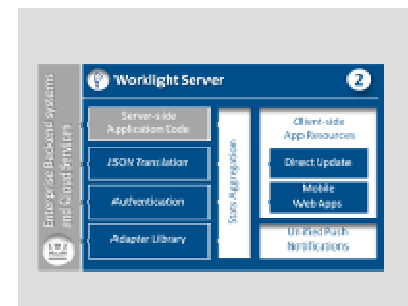 Worklight Server
2
Enterprise Backend systems
and Cloud Services
Server-side
Application Code
JSON Translation
Authentication
Adapter Library
Stats Aggregation
Client-side
App Resources
Direct Update
Mobile
Web Apps
Unified Push
Notifications